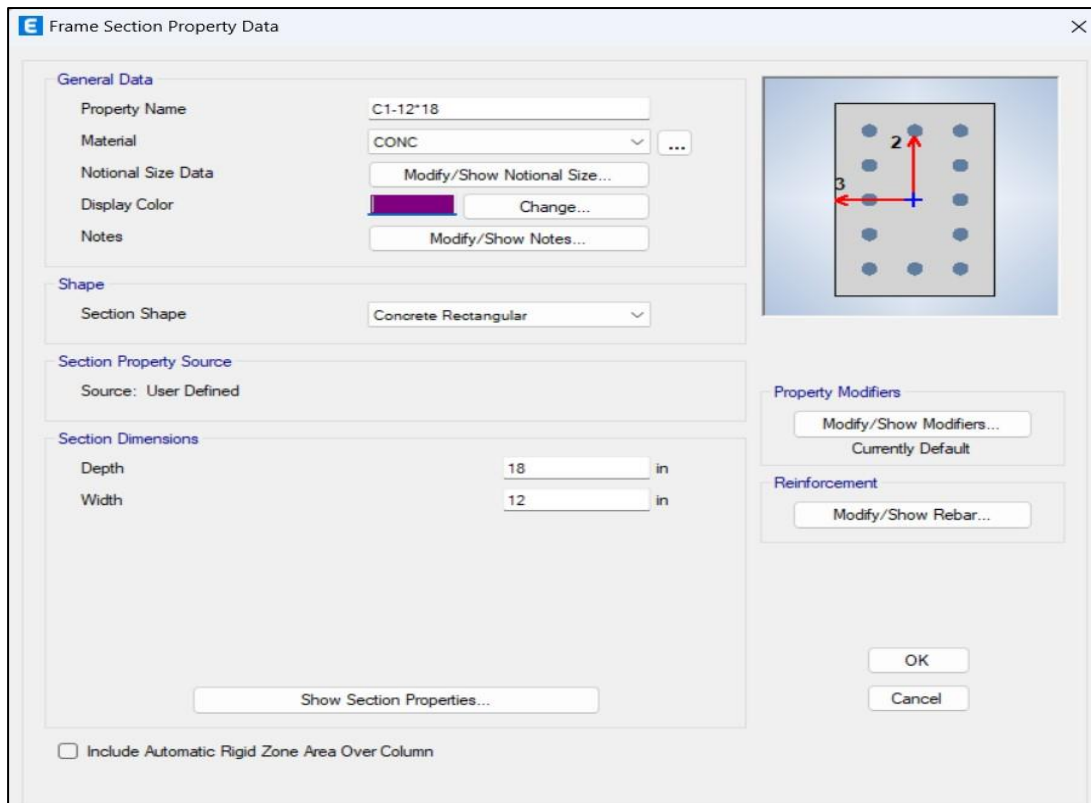 E Frame Section Property Data
General Data
Property Name C1-12*18
Material CONC ...
Notional Size Data Modify/Show Notional Size...
Display Color Change...
Notes Modify/Show Notes...
Shape
Section Shape Concrete Rectangular
Section Property Source
Source: User Defined
Section Dimensions
Depth 18 in
Width 12 in
Show Section Properties...
Include Automatic Rigid Zone Area Over Column
2
3
Property Modifiers
Modify/Show Modifiers...
Currently Default
Reinforcement
Modify/Show Rebar...
OK
Cancel